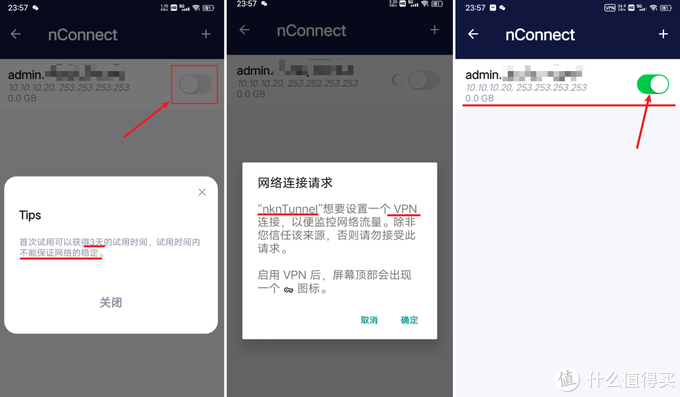 23:57
nConnect
admin.
10.10.10.20, 253.253.253.253
0.0 GB
Tips
首次试用可以获得3天的试用时间，试用时间内
不能保证网络的稳定。
关闭
23:57
nConnect
admin.
10.10.10.20, 253.253.253.253
0.0 GB
网络连接请求
“nknTunnel”想要设置一个 VPN
连接，以便监控网络流量。除非
您信任该来源，否则请勿接受此
请求。
启用 VPN 后，屏幕顶部会出现
一个 图标。
取消 确定
23:57
VPN
nConnect
admin.
10.10.10.20, 253.253.253.253
0.0 GB
值 什么值得买